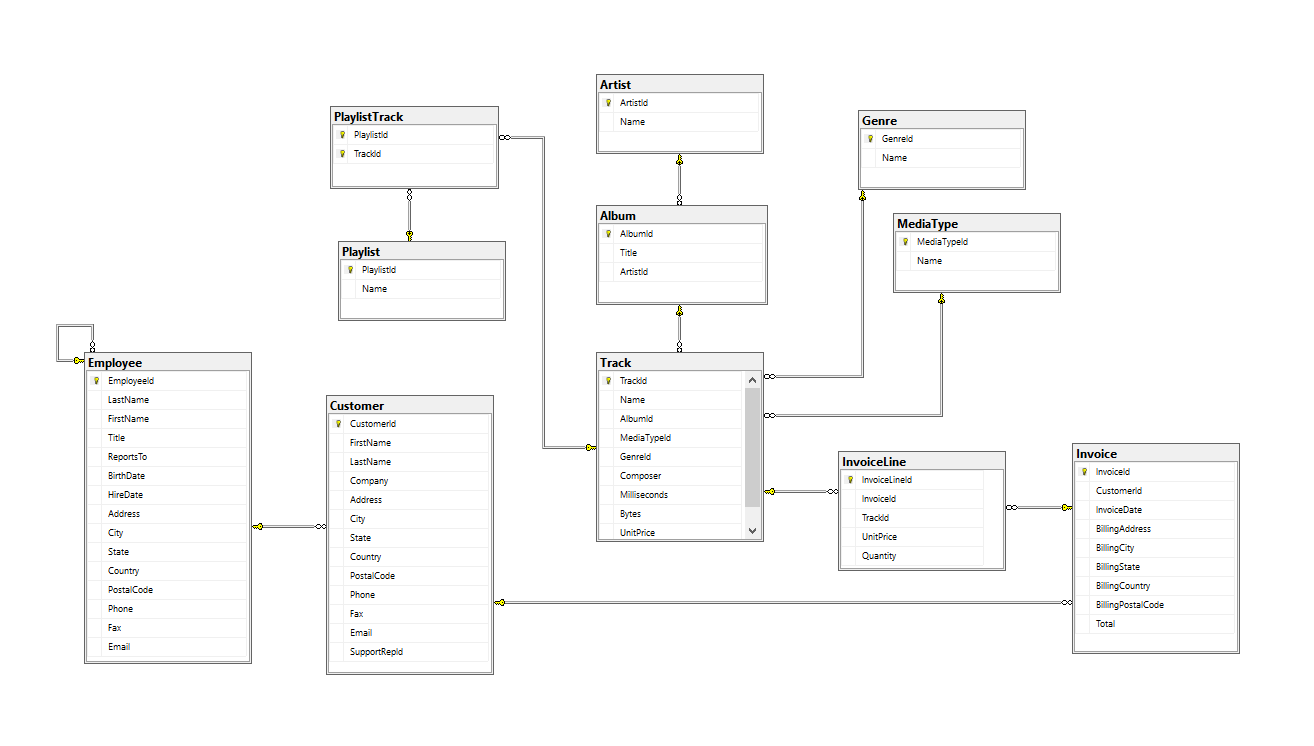 Artist
ArtistId
Name
PlaylistTrack
PlaylistId
TrackId
Genre
GenreId
Name
Album
AlbumId
Title
ArtistId
MediaType
MediaTypeId
Name
Playlist
PlaylistId
Name
Employee
EmployeeId
LastName
FirstName
Title
ReportsTo
BirthDate
HireDate
Address
City
State
Country
PostalCode
Phone
Fax
Email
Customer
CustomerId
FirstName
LastName
Company
Address
City
State
Country
PostalCode
Phone
Fax
Email
SupportRepId
Track
TrackId
Name
AlbumId
MediaTypeId
GenreId
Composer
Milliseconds
Bytes
UnitPrice
InvoiceLine
InvoiceLineId
InvoiceId
TrackId
UnitPrice
Quantity
Invoice
InvoiceId
CustomerId
InvoiceDate
BillingAddress
BillingCity
BillingState
BillingCountry
BillingPostalCode
Total